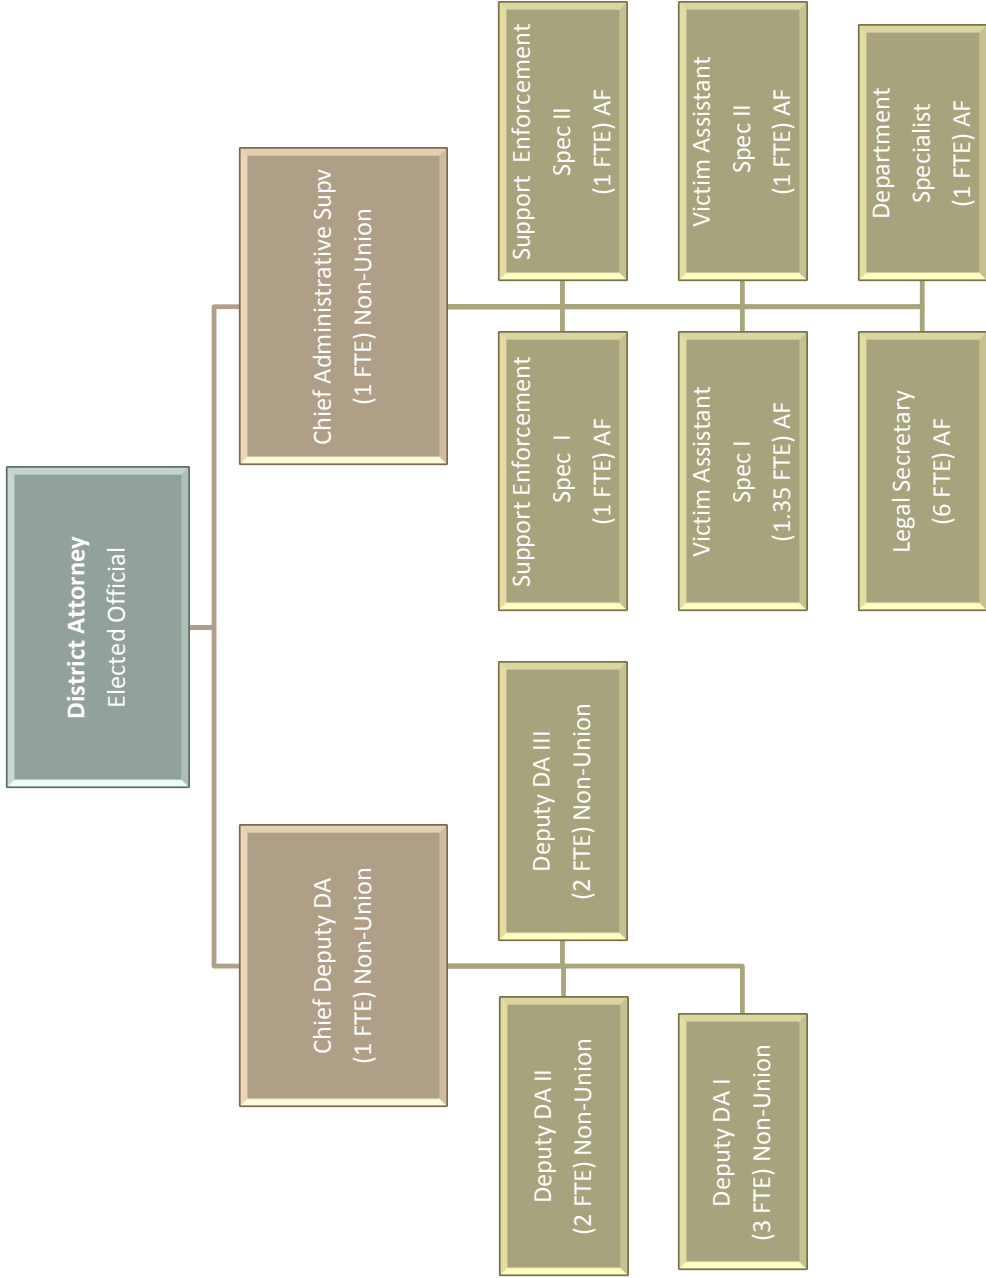 District Attorney
Elected Official
Chief Deputy DA
(1 FTE) Non-Union
Chief Administrative Supv
(1 FTE) Non-Union
Deputy DA II
(2 FTE) Non-Union
Deputy DA III
(2 FTE) Non-Union
Deputy DA I
(3 FTE) Non-Union
Support Enforcement
Spec I
(1 FTE) AF
Support Enforcement
Spec II
(1 FTE) AF
Victim Assistant
Spec I
(1.35 FTE) AF
Victim Assistant
Spec II
(1 FTE) AF
Legal Secretary
(6 FTE) AF
Department
Specialist
(1 FTE) AF